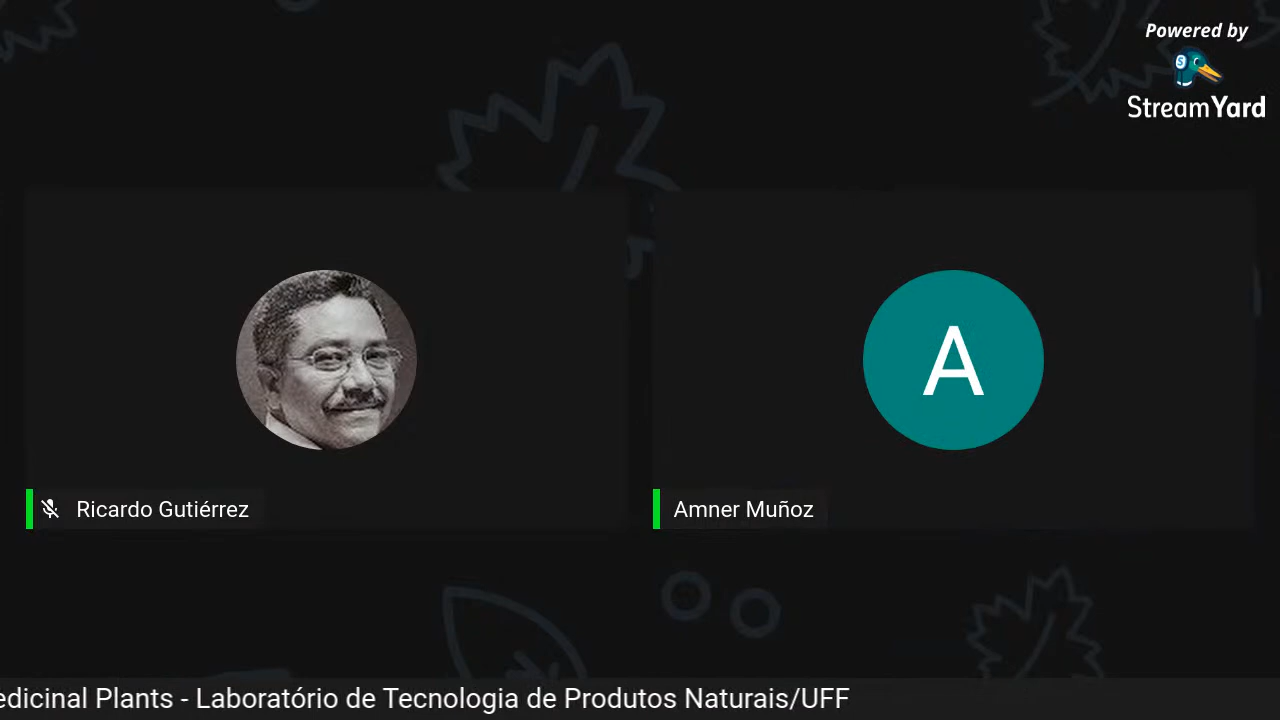 Powered by
StreamYard
A
Ricardo Gutiérrez
Amner Muñoz
edicinal Plants - Laboratório de Tecnologia de Produtos Naturais/UFF